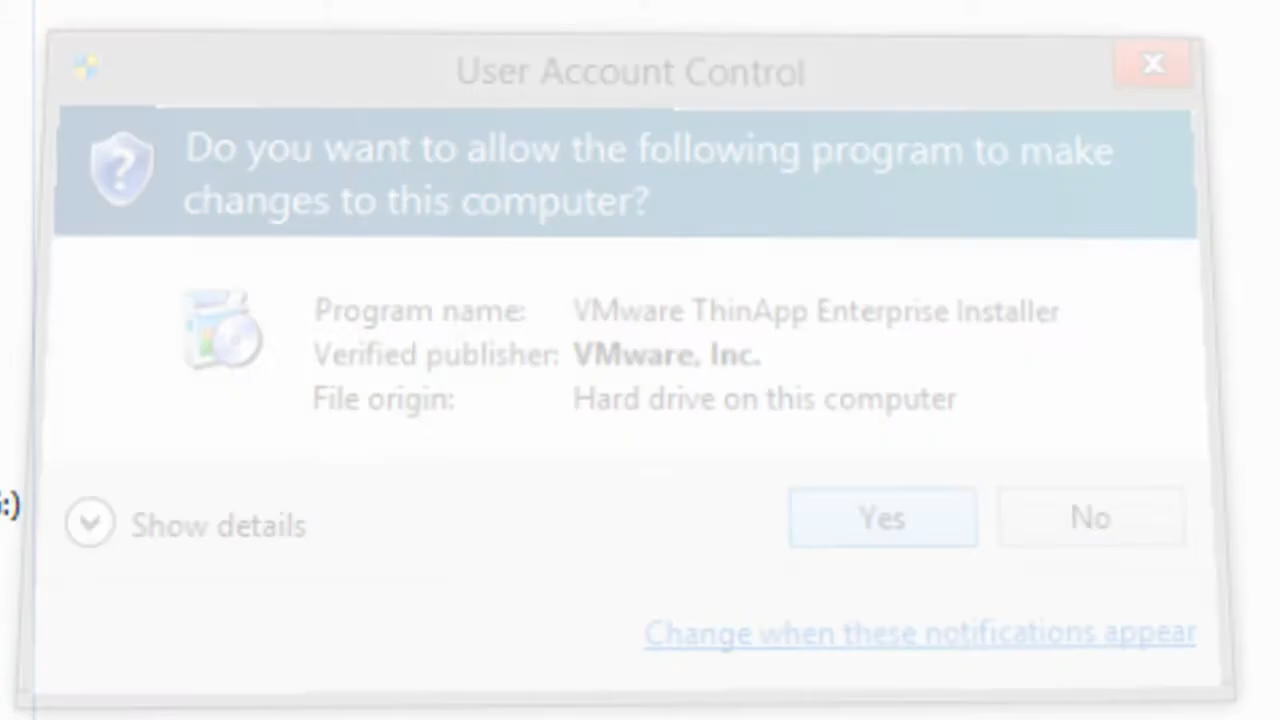 User Account Control
Do you want to allow the following program to make
changes to this computer?
Program name: VMware ThinApp Enterprise Installer
Verified publisher: VMware, Inc.
File origin: Hard drive on this computer
:)
Show details
Yes No
Change when these notifications appear